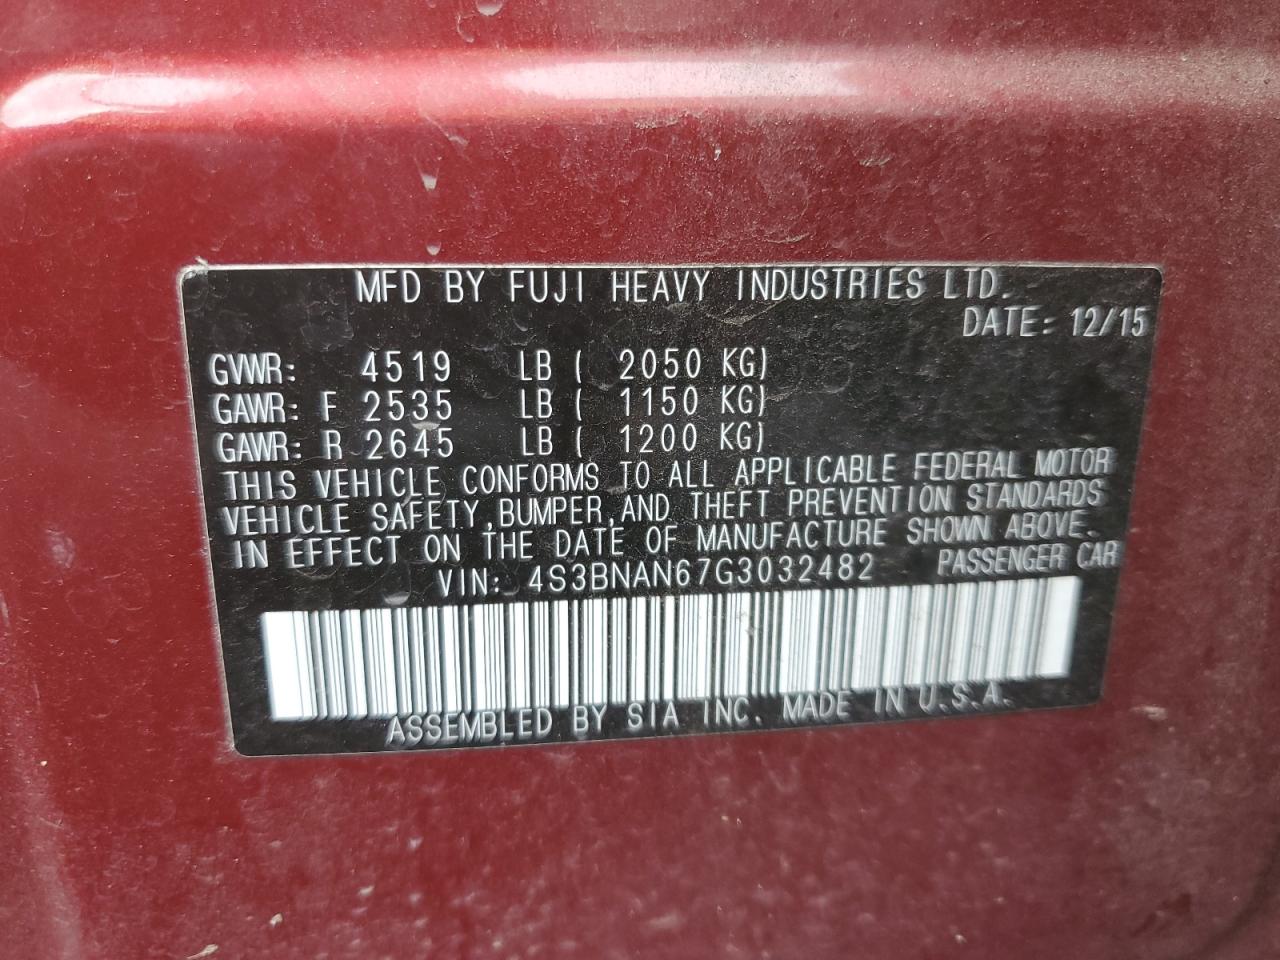 MFD BY FUJI HEAVY INDUSTRIES LTD.
DATE: 12/15
GVWR: 4519 LB ( 2050 KG)
GAWR: F 2535 LB ( 1150 KG)
GAWR: R 2645 LB ( 1200 KG)
THIS VEHICLE CONFORMS TO ALL APPLICABLE FEDERAL MOTOR
VEHICLE SAFETY, BUMPER, AND THEFT PREVENTION STANDARDS
IN EFFECT ON THE DATE OF MANUFACTURE SHOWN ABOVE.
VIN: 4S3BNAN67G3032482 PASSENGER CAR
ASSEMBLED BY SIA INC. MADE IN U.S.A.